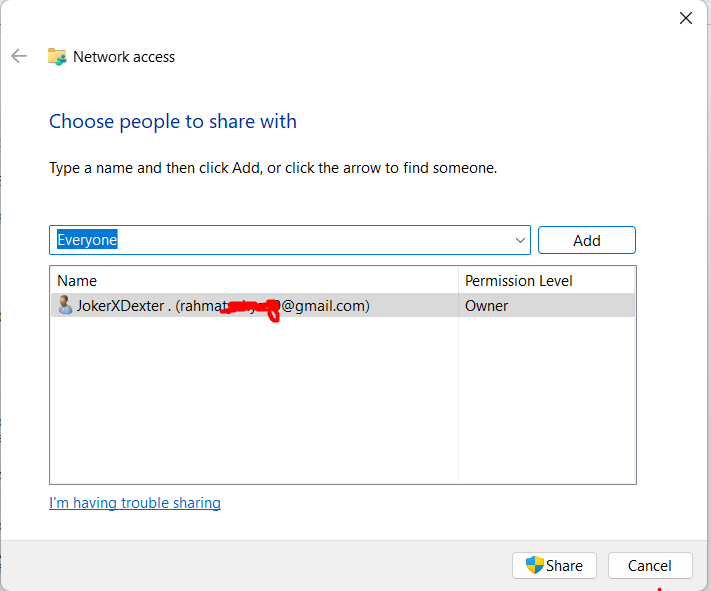 Network access
Choose people to share with
Type a name and then click Add, or click the arrow to find someone.
Everyone
Add
Name Permission Level
JokerXDexter . (rahmat @gmail.com) Owner
I'm having trouble sharing
Share Cancel